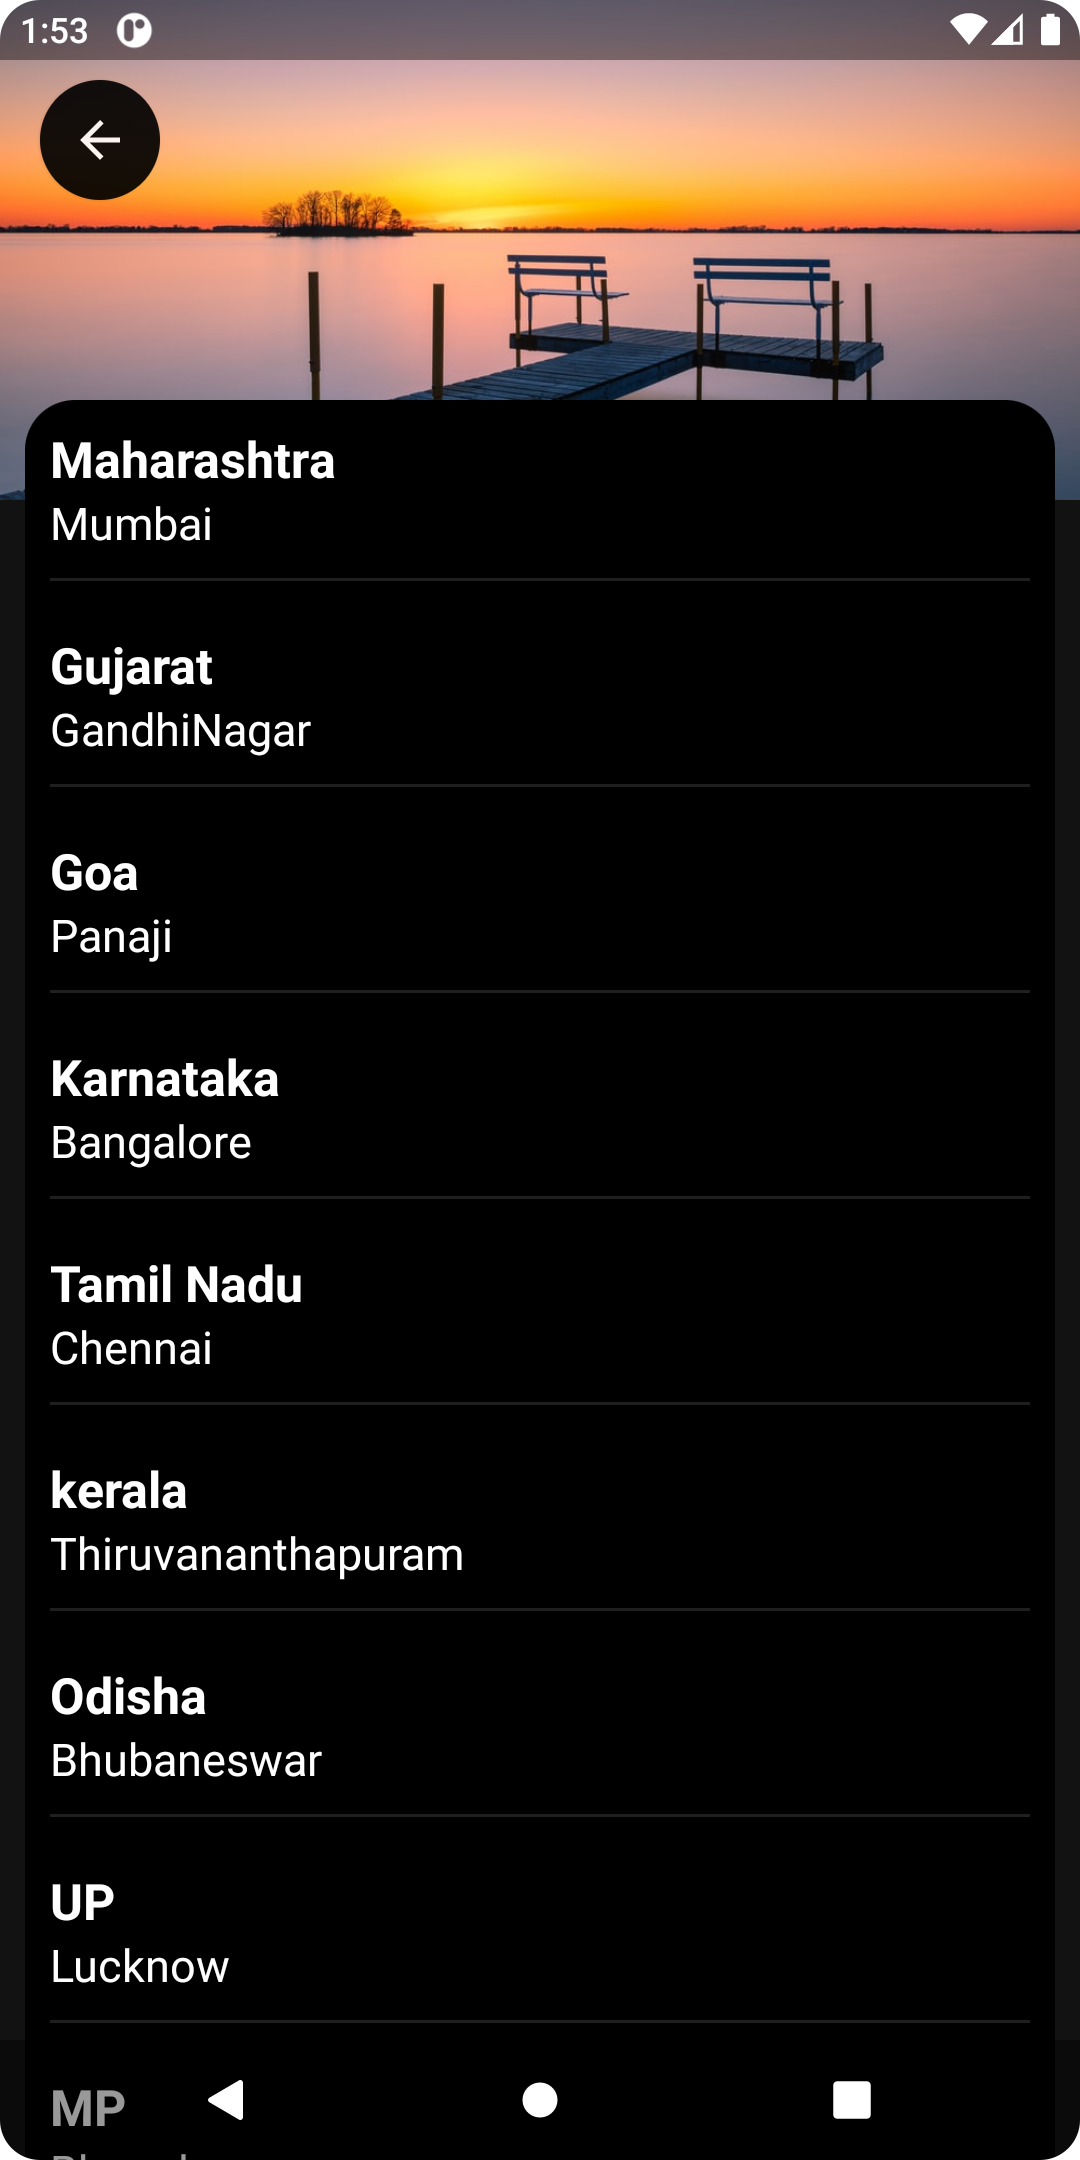 1:53
Maharashtra
Mumbai
Gujarat
GandhiNagar
Goa
Panaji
Karnataka
Bangalore
Tamil Nadu
Chennai
kerala
Thiruvananthapuram
Odisha
Bhubaneswar
UP
Lucknow
MP